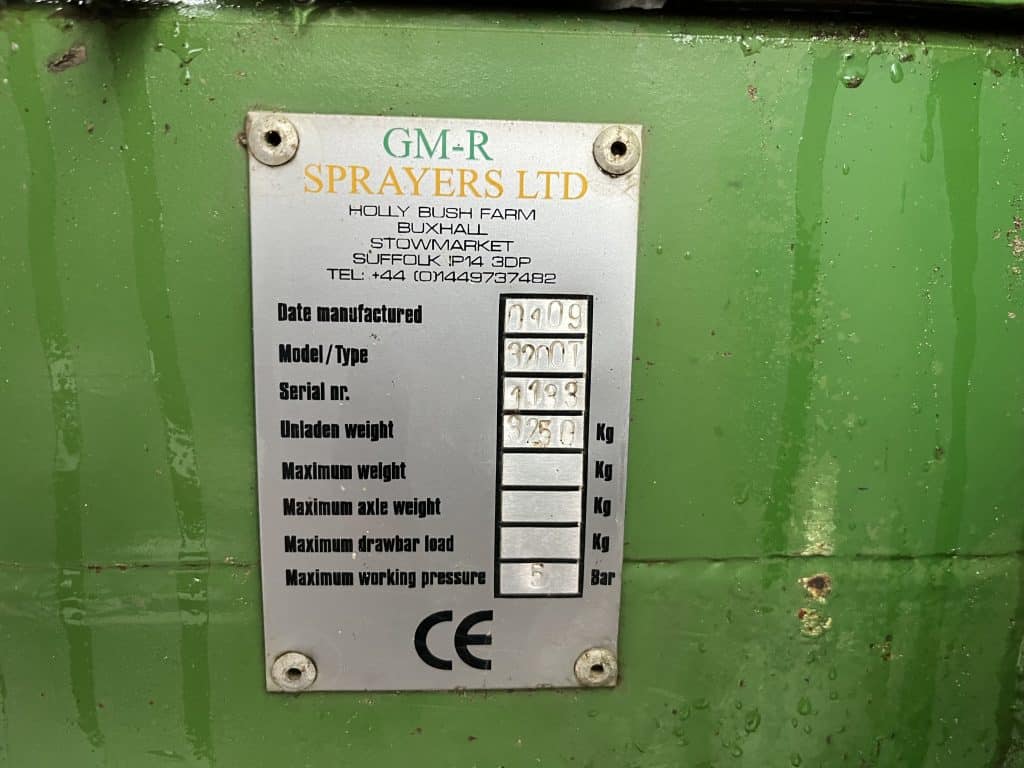 GM-R
SPRAYERS LTD
HOLLY BUSH FARM
BUXHALL
STOWMARKET
SUFFOLK IP14 3DP
TEL: +44 (0)1449737482
Date manufactured 0109
Model/Type
Serial nr. 1193
Unladen weight Kg
Maximum weight Kg
Maximum axle weight Kg
Maximum drawbar load Kg
Maximum working pressure 5 Bar
CE